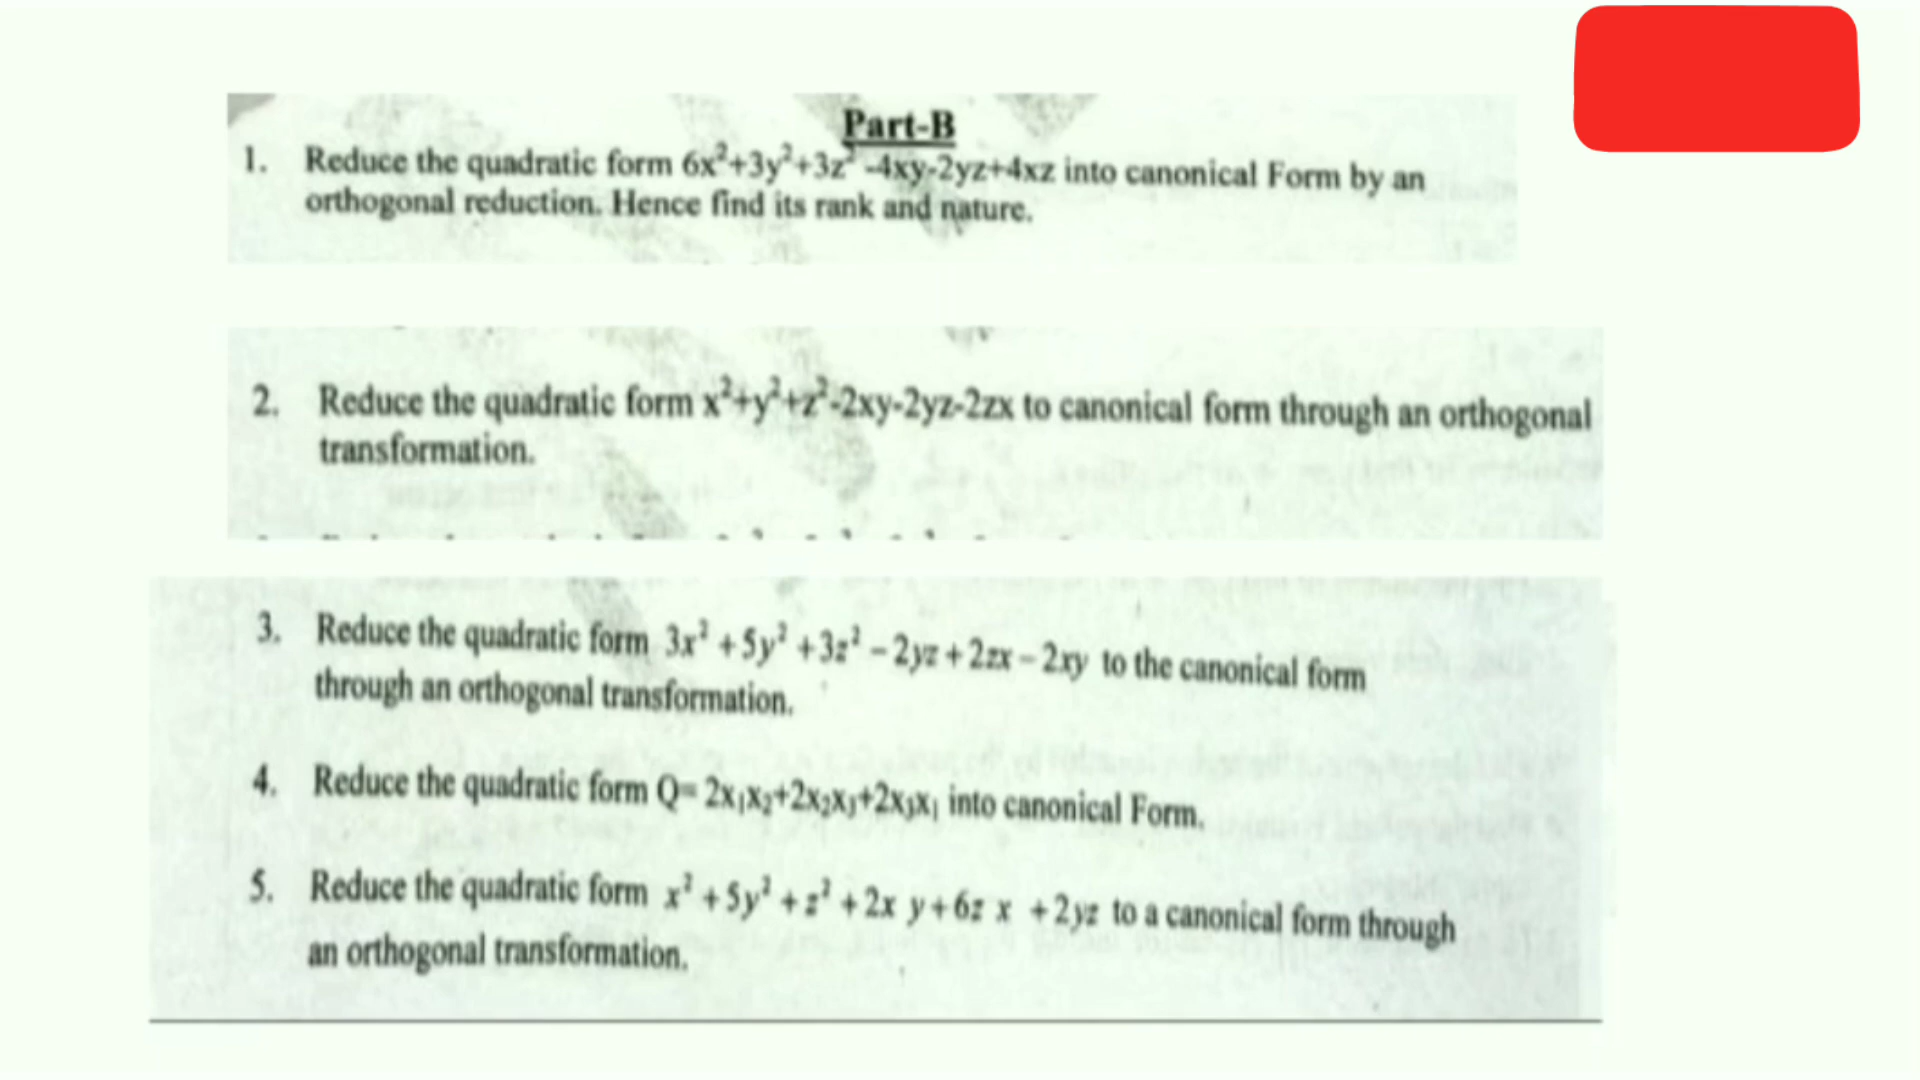 Part-B
1. Reduce the quadratic form 6x²+3y²+3z² -4xy-2yz+4xz into canonical Form by an
orthogonal reduction. Hence find its rank and nature.
2. Reduce the quadratic form x²+y²+z²-2xy-2yz-2zx to canonical form through an orthogonal
transformation.
3. Reduce the quadratic form 3x² + 5y² + 3z² − 2yz + 2zx − 2xy to the canonical form
through an orthogonal transformation.
4. Reduce the quadratic form Q= 2x₁x₂+2x₂x₃+2x₃x₁ into canonical Form.
5. Reduce the quadratic form x² + 5y² + z² + 2x y + 6z x + 2yz to a canonical form through
an orthogonal transformation.